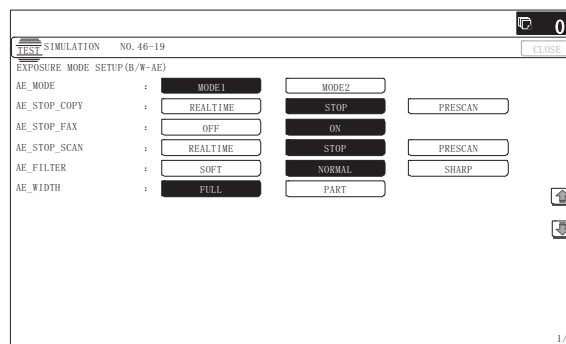 0
TEST SIMULATION NO. 46-19
CLOSE
EXPOSURE MODE SETUP(B/W-AE)
AE_MODE : MODE1 MODE2
AE_STOP_COPY : REALTIME STOP PRESCAN
AE_STOP_FAX : OFF ON
AE_STOP_SCAN : REALTIME STOP PRESCAN
AE_FILTER : SOFT NORMAL SHARP
AE_WIDTH : FULL PART
1/